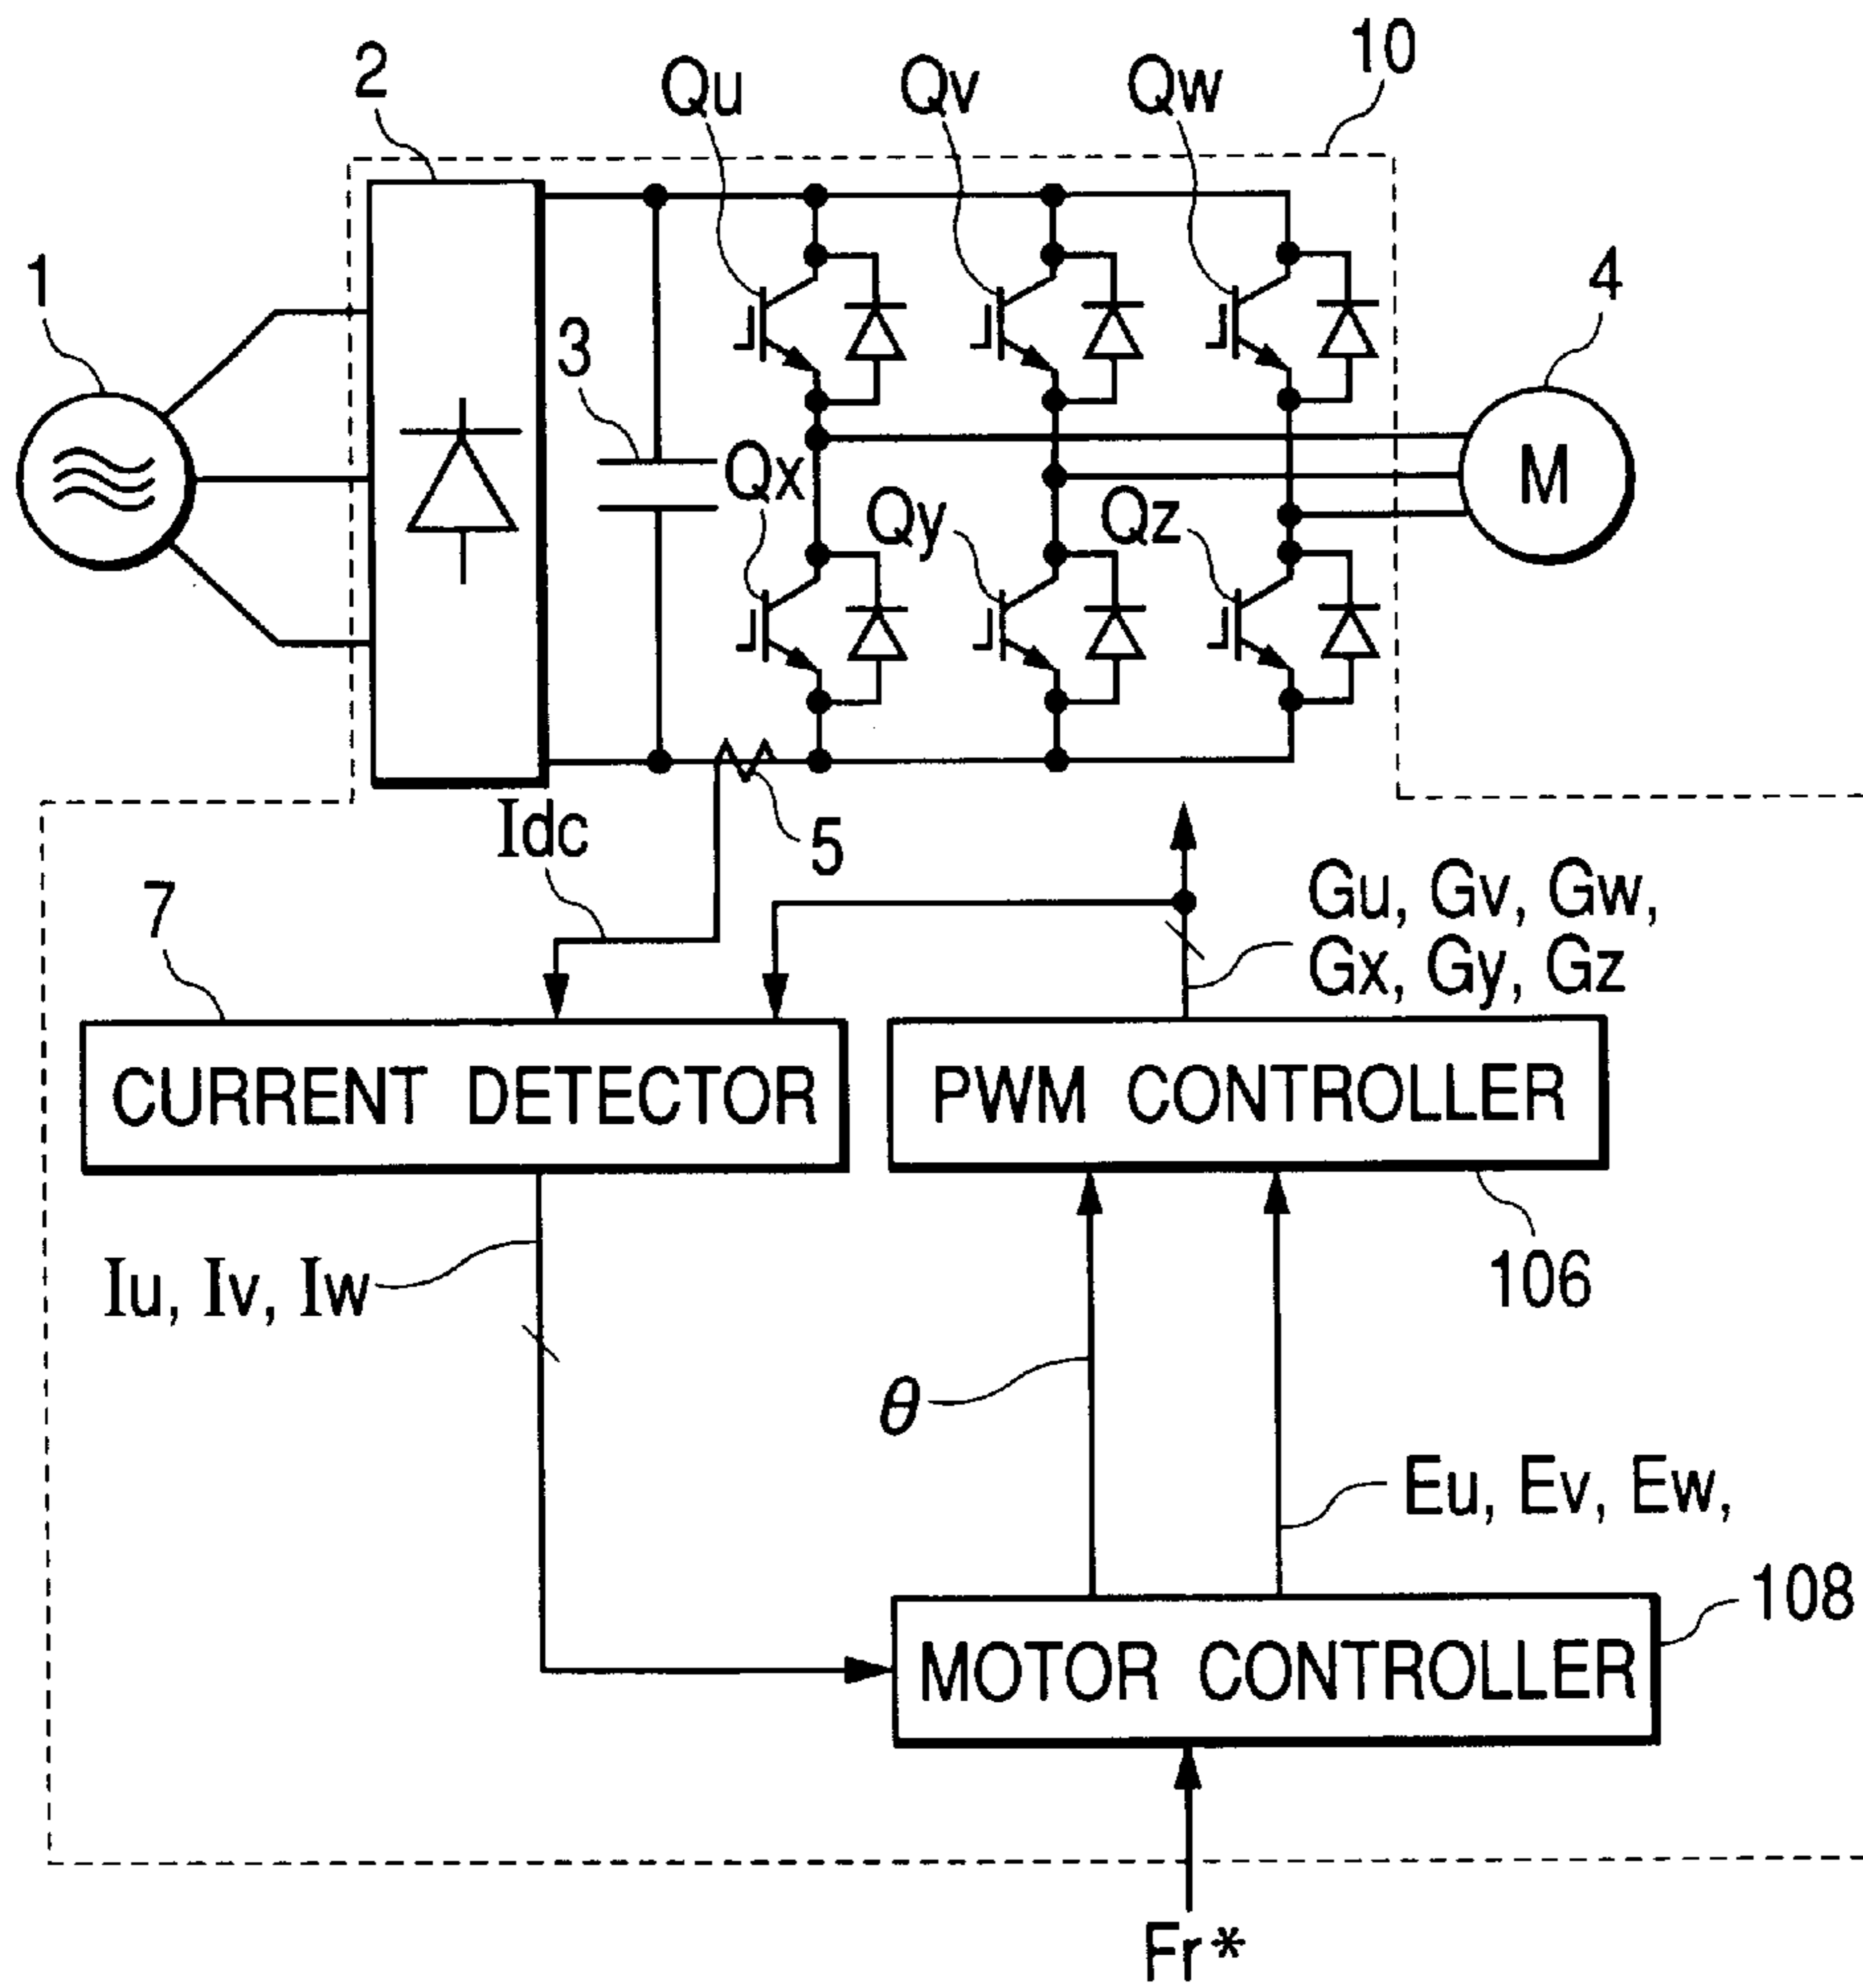 10
2
Qu
Qv
Qw
1
4
3
M
Qx
Qy
Qz
Idc
5
7
Gu, Gv, Gw,
Gx, Gy, Gz
CURRENT DETECTOR
PWM CONTROLLER
106
Iu, Iv, Iw
θ
Eu, Ev, Ew,
108
MOTOR CONTROLLER
Fr*